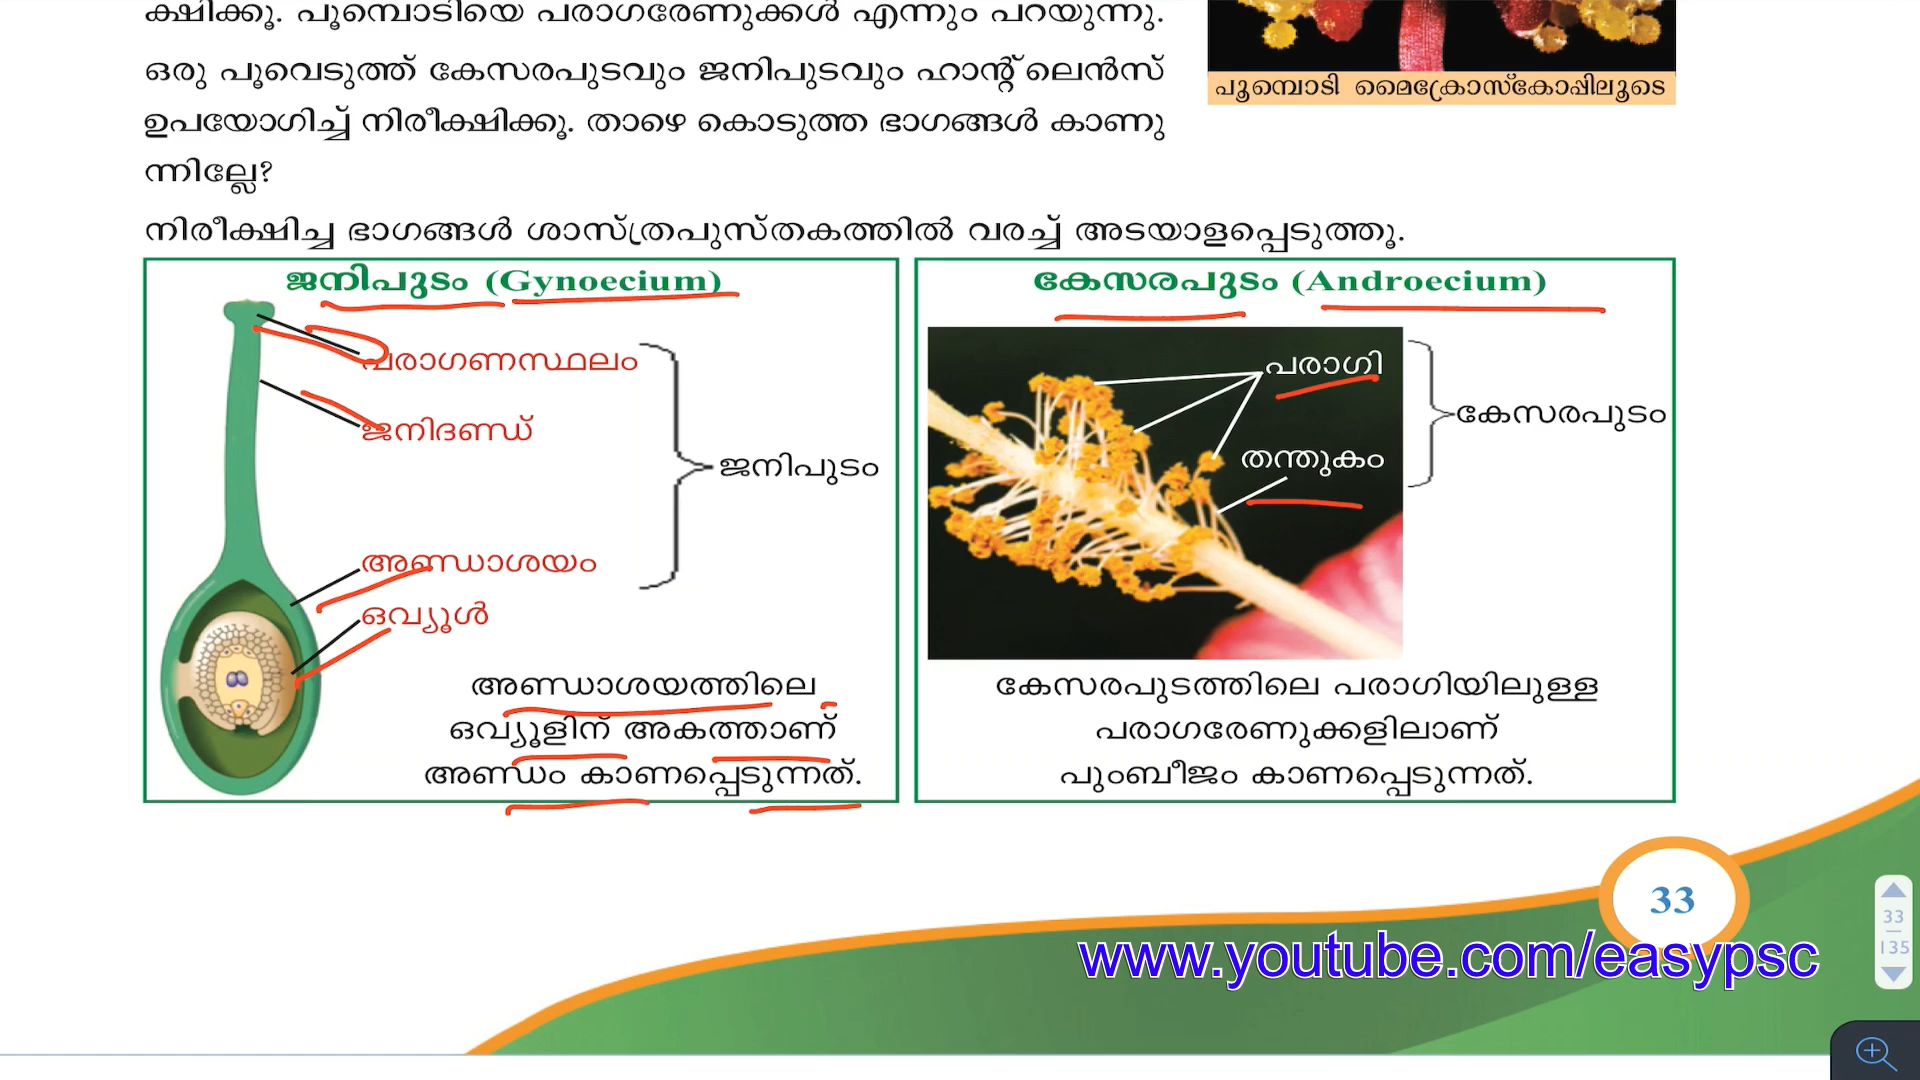 ക്ഷിക്കൂ. പൂമ്പൊടിയെ പരാഗരേണുക്കൾ എന്നും പറയുന്നു.
ഒരു പൂവെടുത്ത് കേസരപുടവും ജനിപുടവും ഹാന്റ് ലെൻസ്
ഉപയോഗിച്ച് നിരീക്ഷിക്കൂ. താഴെ കൊടുത്ത ഭാഗങ്ങൾ കാണു
ന്നില്ലേ?
പൂമ്പൊടി മൈക്രോസ്കോപ്പിലൂടെ
നിരീക്ഷിച്ച ഭാഗങ്ങൾ ശാസ്ത്രപുസ്തകത്തിൽ വരച്ച് അടയാളപ്പെടുത്തൂ.
ജനിപുടം (Gynoecium)
പരാഗണസ്ഥലം
ജനിദണ്ഡ്
ജനിപുടം
അണ്ഡാശയം
ഒവ്യൂൾ
അണ്ഡാശയത്തിലെ
ഒവ്യൂളിന് അകത്താണ്
അണ്ഡം കാണപ്പെടുന്നത്.
കേസരപുടം (Androecium)
പരാഗി
കേസരപുടം
തന്തുകം
കേസരപുടത്തിലെ പരാഗിയിലുള്ള
പരാഗരേണുക്കളിലാണ്
പുംബീജം കാണപ്പെടുന്നത്.
33
www.youtube.com/easypsc
33
135